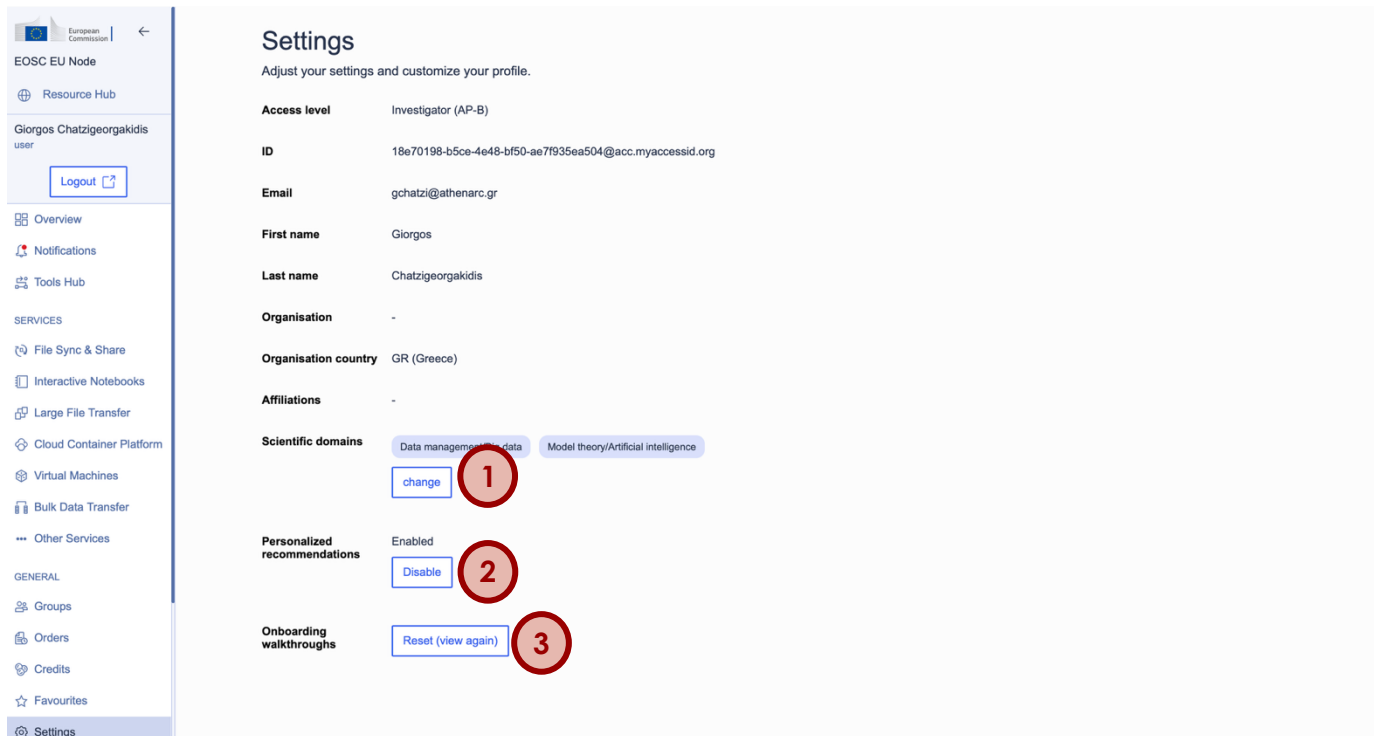 European
Commission
EOSC EU Node
Resource Hub
Giorgos Chatzigeorgakidis
user
Logout
Overview
Notifications
Tools Hub
SERVICES
File Sync & Share
Interactive Notebooks
Large File Transfer
Cloud Container Platform
Virtual Machines
Bulk Data Transfer
Other Services
GENERAL
Groups
Orders
Credits
Favourites
Settings
Settings
Adjust your settings and customize your profile.
Access level Investigator (AP-B)
ID 18e70198-b5ce-4e48-bf50-ae7f935ea504@acc.myaccessid.org
Email gchatzi@athenarc.gr
First name Giorgos
Last name Chatzigeorgakidis
Organisation -
Organisation country GR (Greece)
Affiliations -
Scientific domains Data management/Big data Model theory/Artificial intelligence
change 1
Personalized Enabled
recommendations
Disable 2
Onboarding
walkthroughs
Reset (view again) 3